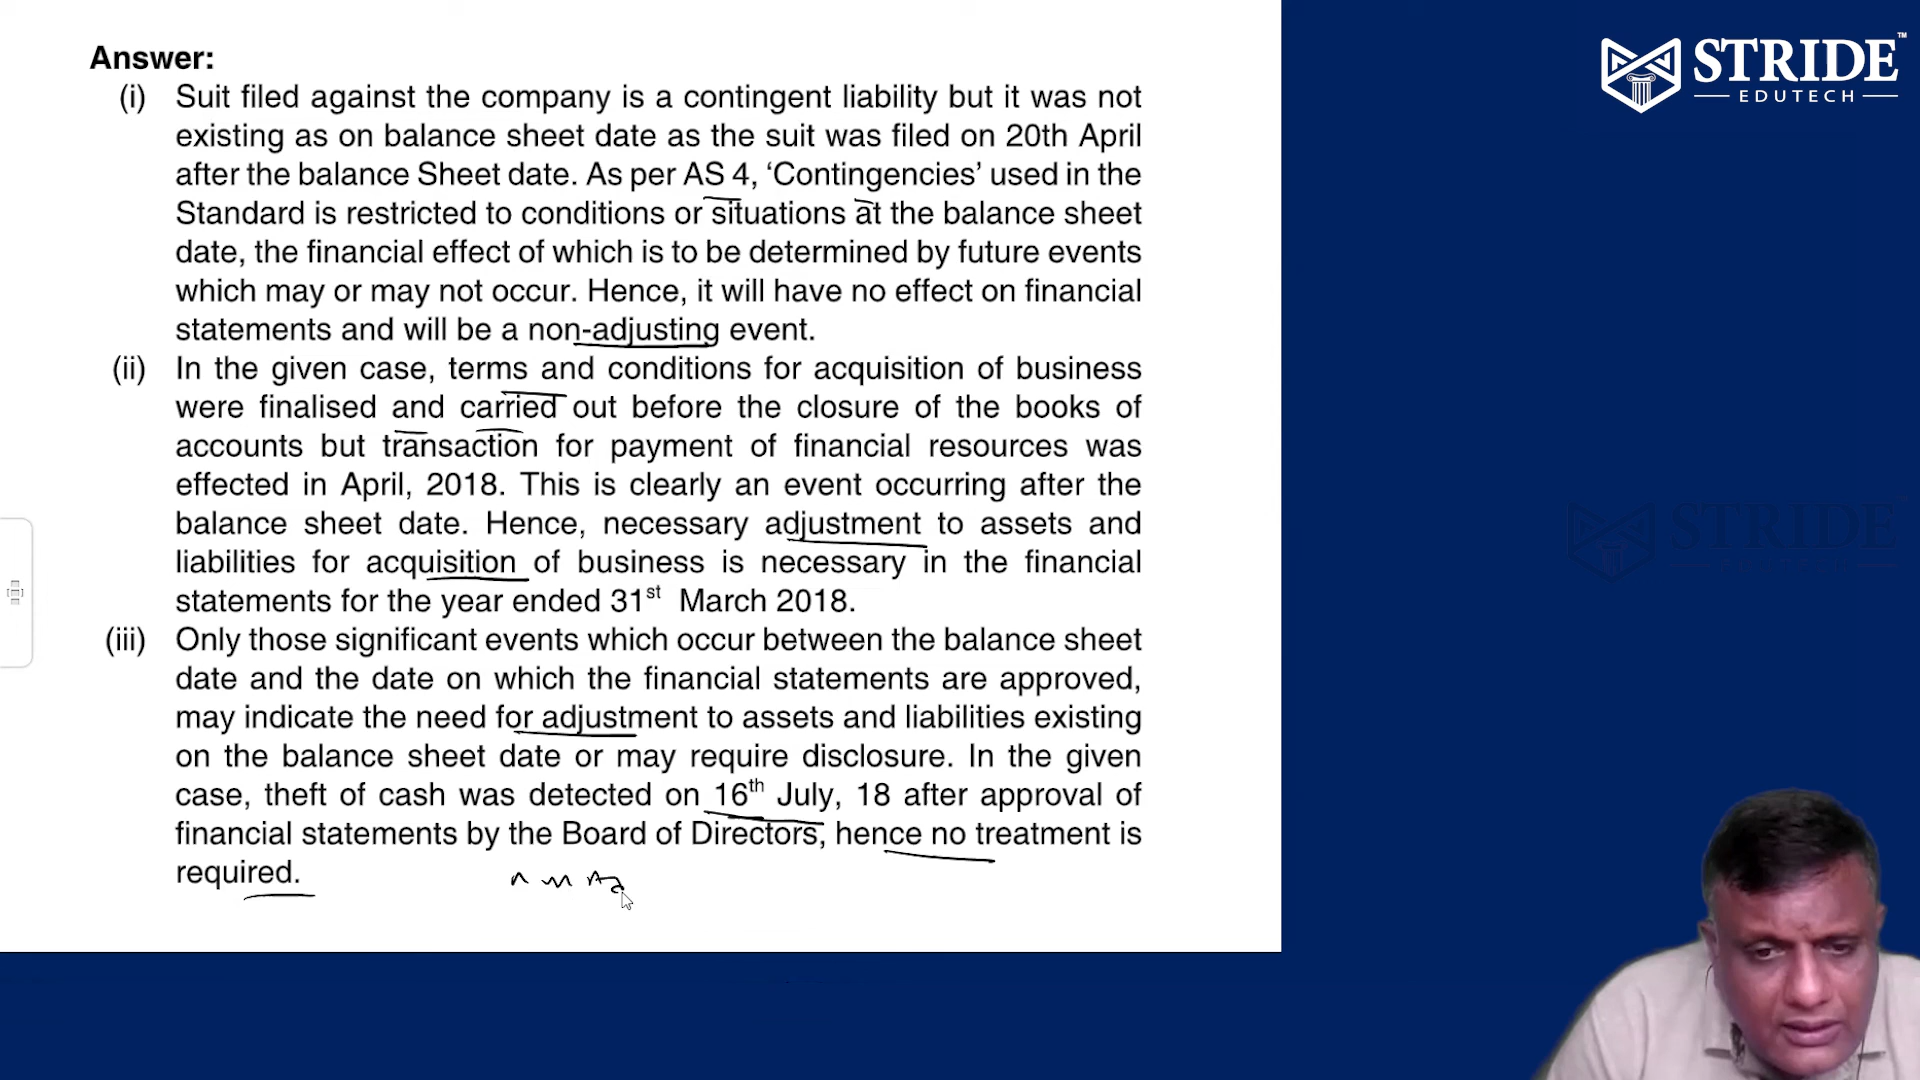 Answer:
(i) Suit filed against the company is a contingent liability but it was not
existing as on balance sheet date as the suit was filed on 20th April
after the balance Sheet date. As per AS 4, ‘Contingencies’ used in the
Standard is restricted to conditions or situations at the balance sheet
date, the financial effect of which is to be determined by future events
which may or may not occur. Hence, it will have no effect on financial
statements and will be a non-adjusting event.
(ii) In the given case, terms and conditions for acquisition of business
were finalised and carried out before the closure of the books of
accounts but transaction for payment of financial resources was
effected in April, 2018. This is clearly an event occurring after the
balance sheet date. Hence, necessary adjustment to assets and
liabilities for acquisition of business is necessary in the financial
statements for the year ended 31st March 2018.
(iii) Only those significant events which occur between the balance sheet
date and the date on which the financial statements are approved,
may indicate the need for adjustment to assets and liabilities existing
on the balance sheet date or may require disclosure. In the given
case, theft of cash was detected on 16th July, 18 after approval of
financial statements by the Board of Directors, hence no treatment is
required.
STRIDE™
EDUTECH
STRIDE
EDUTECH